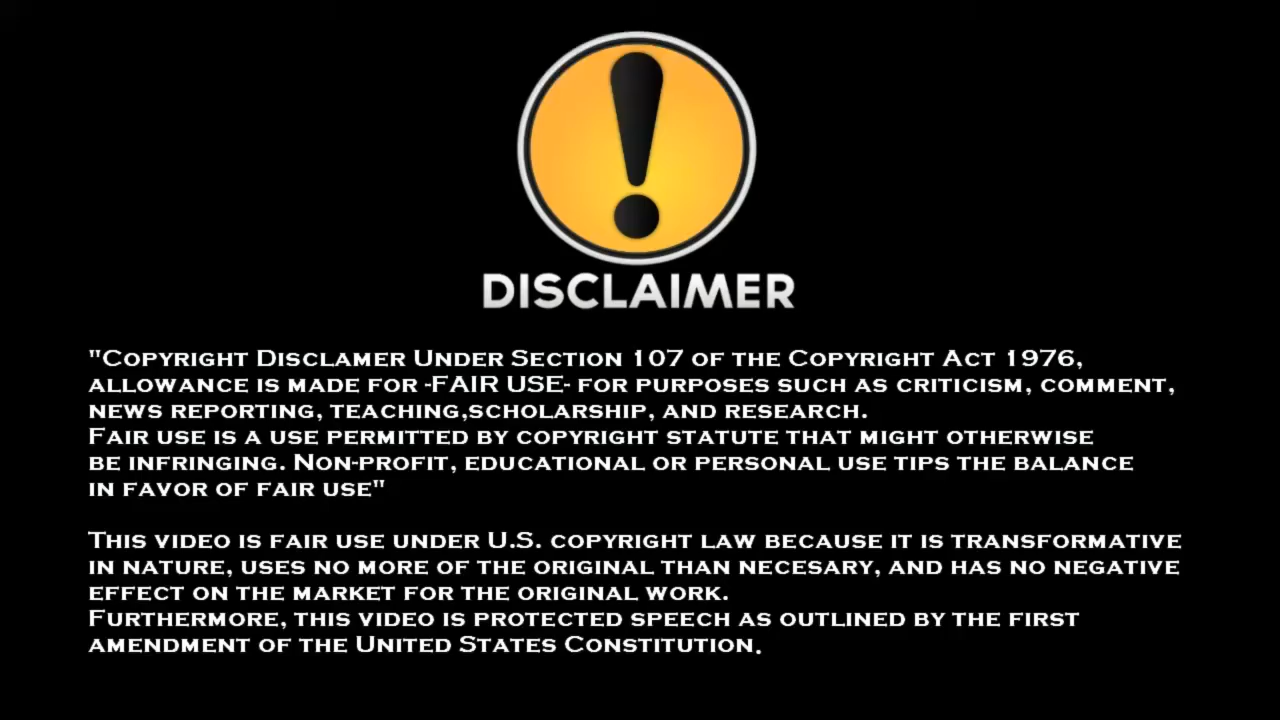 DISCLAIMER
"Copyright Disclamer Under Section 107 of the Copyright Act 1976,
allowance is made for -FAIR USE- for purposes such as criticism, comment,
news reporting, teaching,scholarship, and research.
Fair use is a use permitted by copyright statute that might otherwise
be infringing. Non-profit, educational or personal use tips the balance
in favor of fair use"
This video is fair use under U.S. copyright law because it is transformative
in nature, uses no more of the original than necesary, and has no negative
effect on the market for the original work.
Furthermore, this video is protected speech as outlined by the first
amendment of the United States Constitution.